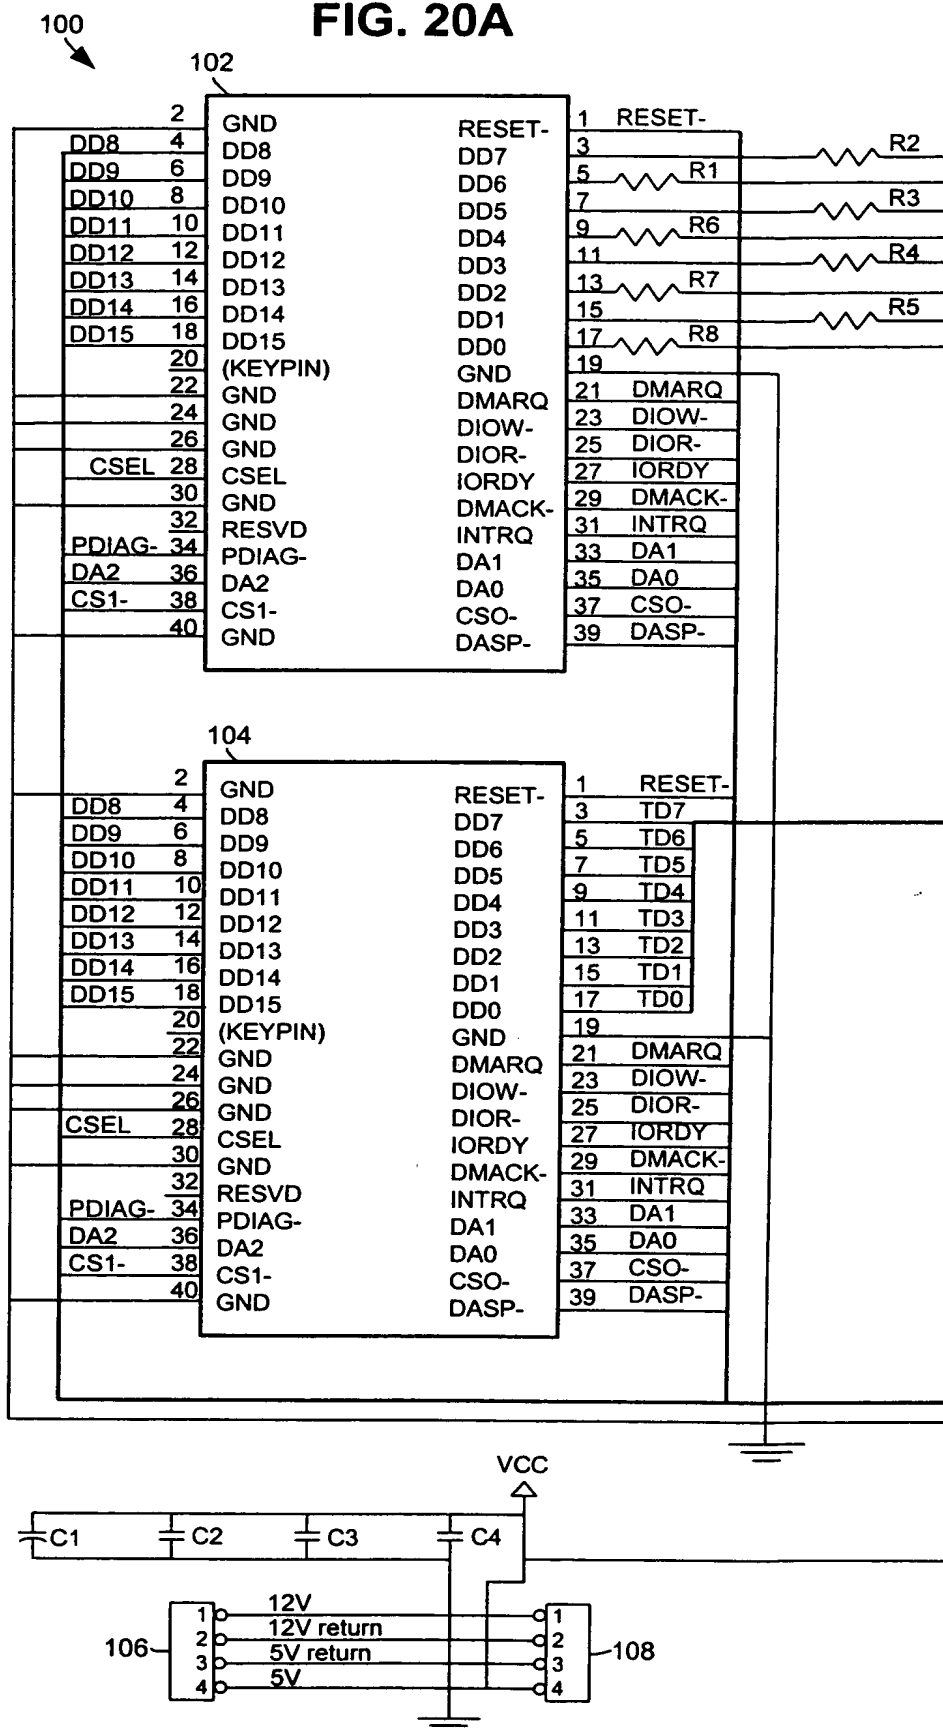 FIG. 20A
100
102
2 GND RESET- 1 RESET-
DD8 4 DD8 DD7 3 R2
DD9 6 DD9 DD6 5 R1
DD10 8 DD10 DD5 7 R3
DD11 10 DD11 DD4 9 R6
DD12 12 DD12 DD3 11 R4
DD13 14 DD13 DD2 13 R7
DD14 16 DD14 DD1 15 R5
DD15 18 DD15 DD0 17 R8
20 (KEYPIN) GND 19
22 GND DMARQ 21 DMARQ
24 GND DIOW- 23 DIOW-
26 GND DIOR- 25 DIOR-
CSEL 28 CSEL IORDY 27 IORDY
30 GND DMACK- 29 DMACK-
32 RESVD INTRQ 31 INTRQ
PDIAG- 34 PDIAG- DA1 33 DA1
DA2 36 DA2 DA0 35 DA0
CS1- 38 CS1- CSO- 37 CSO-
40 GND DASP- 39 DASP-
104
2 GND RESET- 1 RESET-
DD8 4 DD8 DD7 3 TD7
DD9 6 DD9 DD6 5 TD6
DD10 8 DD10 DD5 7 TD5
DD11 10 DD11 DD4 9 TD4
DD12 12 DD12 DD3 11 TD3
DD13 14 DD13 DD2 13 TD2
DD14 16 DD14 DD1 15 TD1
DD15 18 DD15 DD0 17 TD0
20 (KEYPIN) GND 19
22 GND DMARQ 21 DMARQ
24 GND DIOW- 23 DIOW-
26 GND DIOR- 25 DIOR-
CSEL 28 CSEL IORDY 27 IORDY
30 GND DMACK- 29 DMACK-
32 RESVD INTRQ 31 INTRQ
PDIAG- 34 PDIAG- DA1 33 DA1
DA2 36 DA2 DA0 35 DA0
CS1- 38 CS1- CSO- 37 CSO-
40 GND DASP- 39 DASP-
VCC
C1 C2 C3 C4
1 12V 1
106 2 12V return 2 108
3 5V return 3
4 5V 4